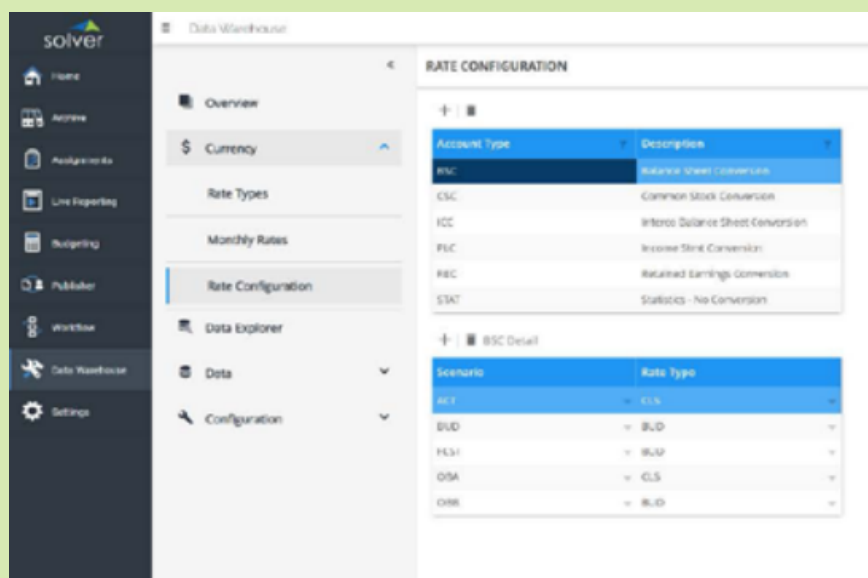 solver
Data Warehouse
Home
Archive
Assignments
Live Reporting
Budgeting
Publisher
Workflow
Data Warehouse
Settings
Overview
Currency
Rate Types
Monthly Rates
Rate Configuration
Data Explorer
Data
Configuration
RATE CONFIGURATION
Account Type Description
BSC Balance Sheet Conversion
CSC Common Stock Conversion
ICC Interco Balance Sheet Conversion
Income Stmt Conversion
REC Retained Earnings Conversion
STAT Statistics - No Conversion
BSC Detail
Scenario Rate Type
ACT CLS
BUD BUD
FCST BUD
OBA CLS
OBB BUD